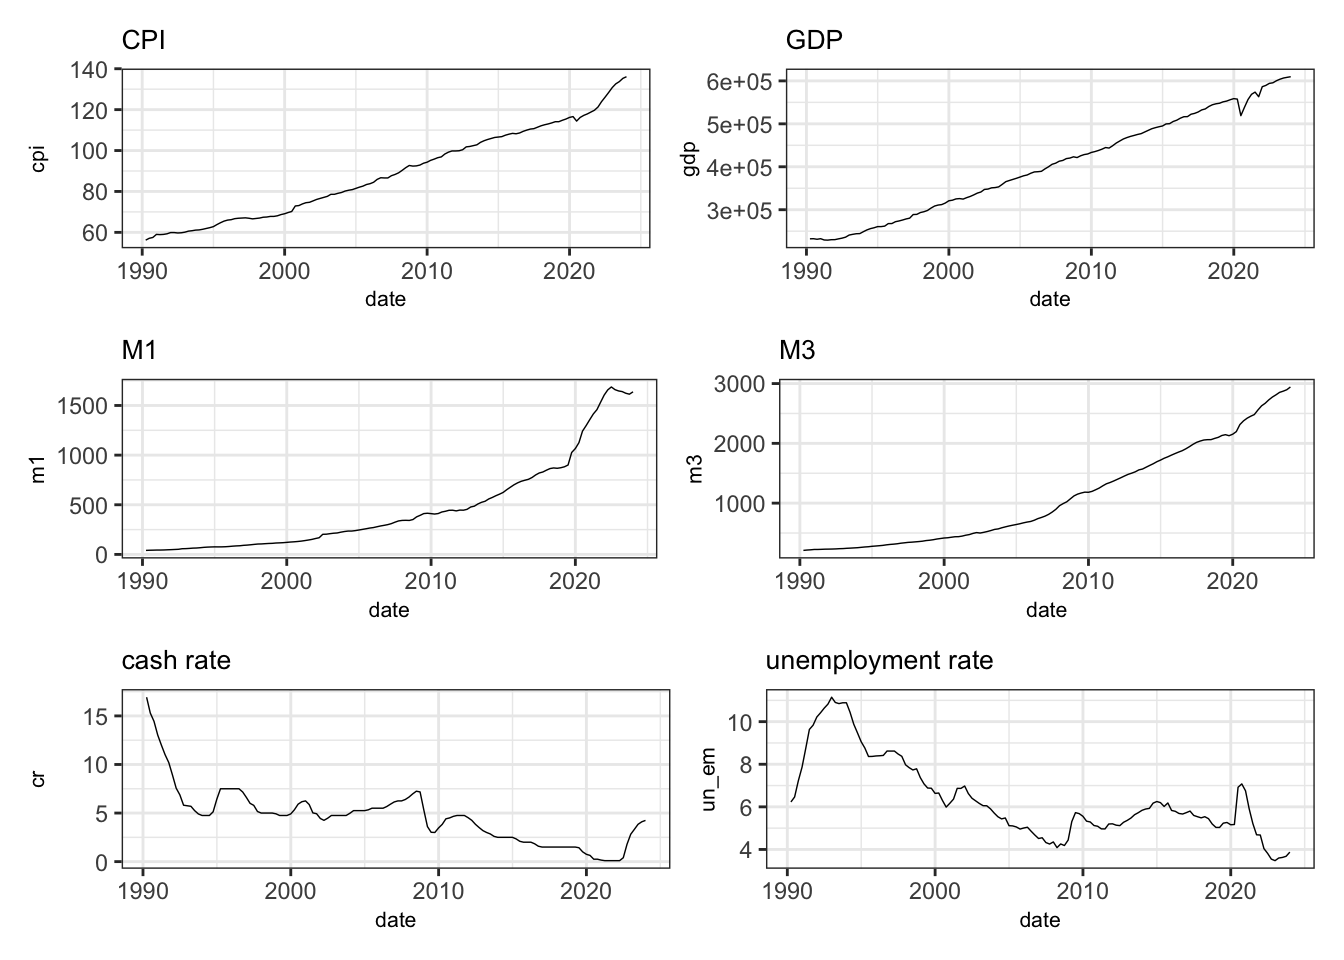 CPI
GDP
140
120
100
80
60
cpi
1990 2000 2010 2020
date
6e+05
5e+05
4e+05
3e+05
gdp
1990 2000 2010 2020
date
M1
M3
1500
1000
500
0
m1
1990 2000 2010 2020
date
3000
2000
1000
m3
1990 2000 2010 2020
date
cash rate
unemployment rate
15
10
5
0
cr
1990 2000 2010 2020
date
10
8
6
4
un_em
1990 2000 2010 2020
date